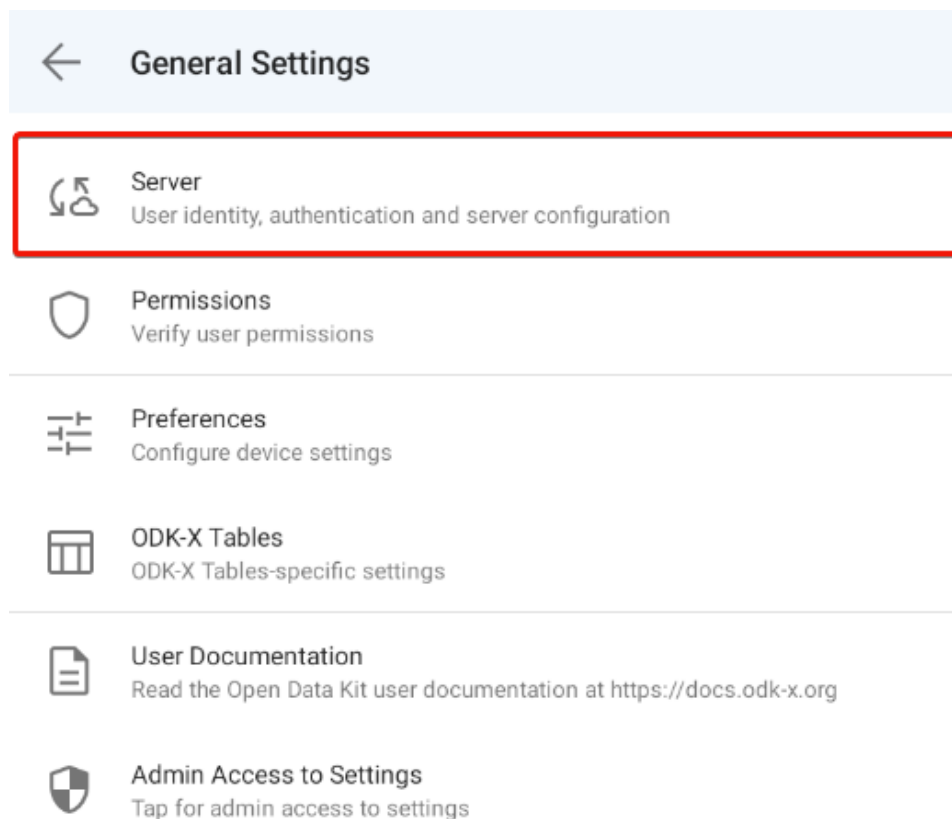 General Settings
Server
User identity, authentication and server configuration
Permissions
Verify user permissions
Preferences
Configure device settings
ODK-X Tables
ODK-X Tables-specific settings
User Documentation
Read the Open Data Kit user documentation at https://docs.odk-x.org
Admin Access to Settings
Tap for admin access to settings